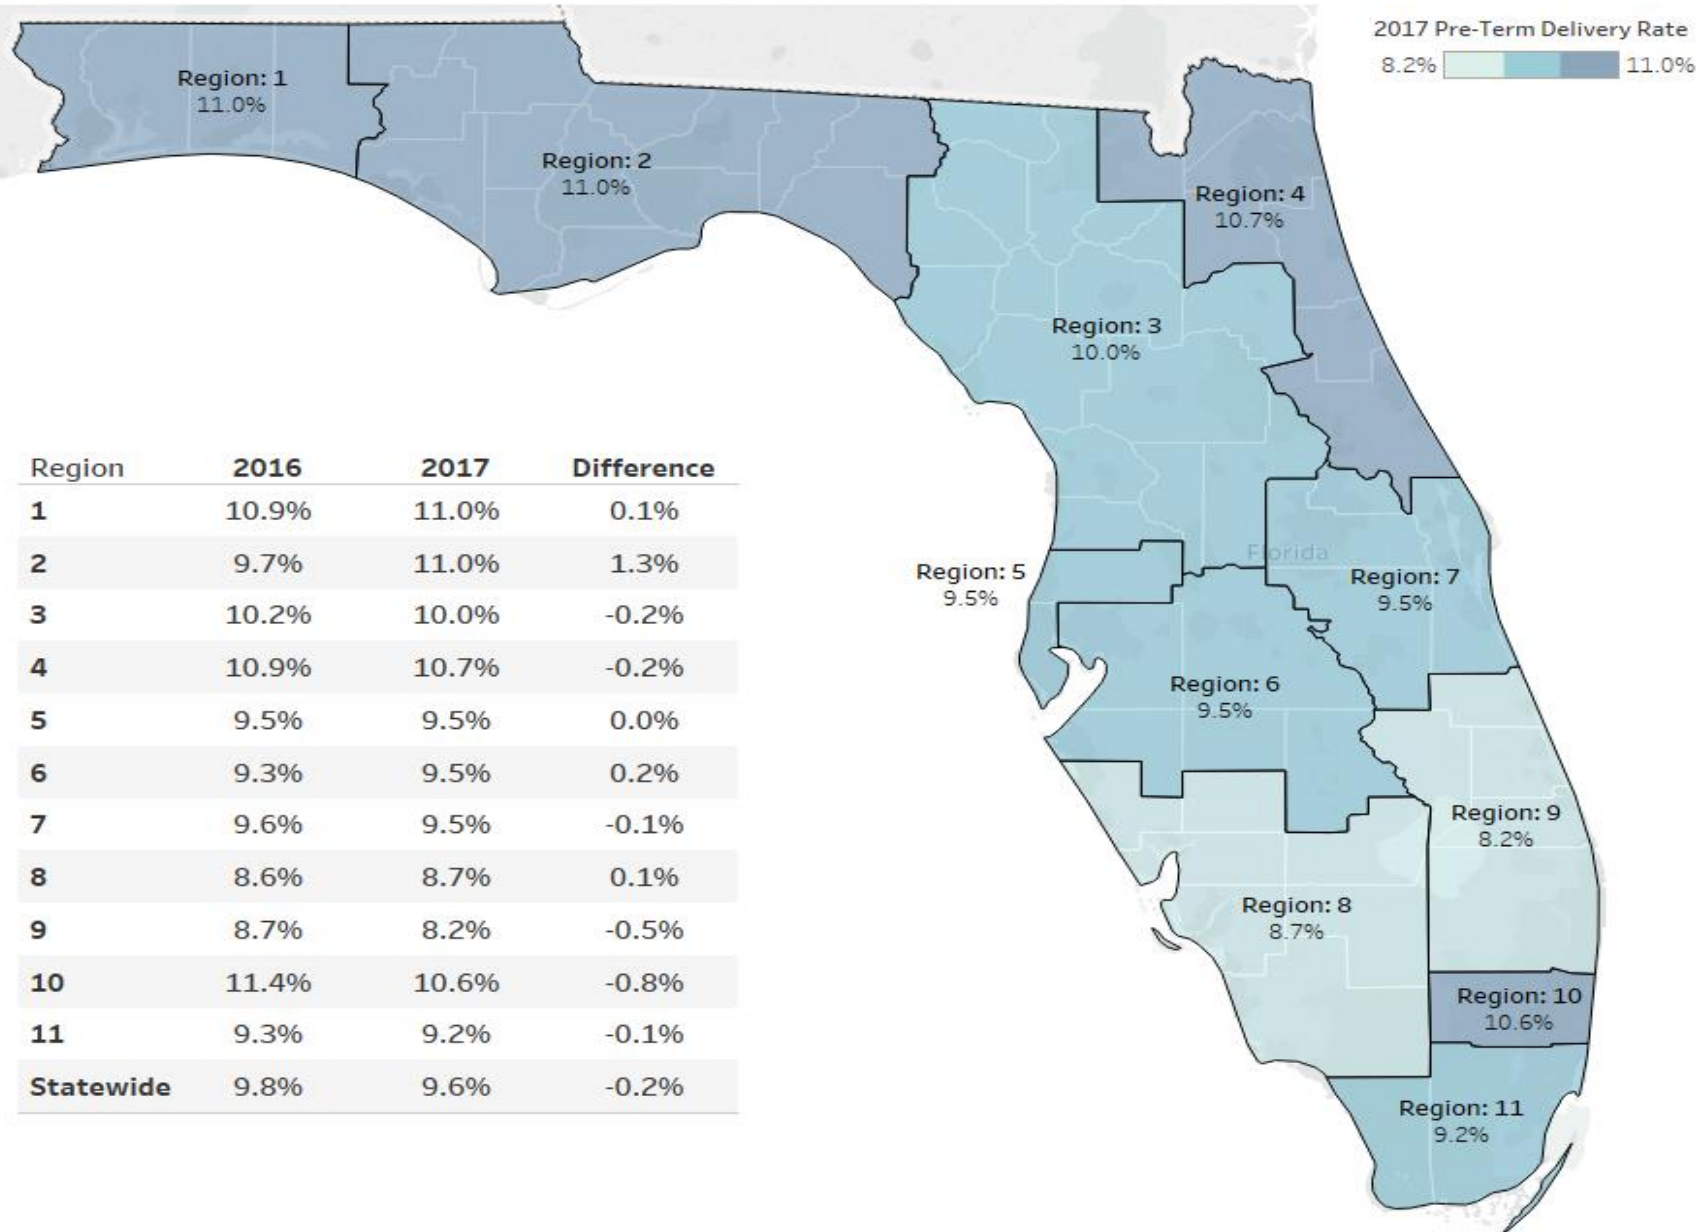 2017 Pre-Term Delivery Rate
8.2% 11.0%
Region: 1
11.0%
Region: 2
11.0%
Region: 4
10.7%
Region: 3
10.0%
Florida
Region: 5
9.5%
Region: 7
9.5%
Region: 6
9.5%
Region: 9
8.2%
Region: 8
8.7%
Region: 10
10.6%
Region: 11
9.2%
Region 2016 2017 Difference
1 10.9% 11.0% 0.1%
2 9.7% 11.0% 1.3%
3 10.2% 10.0% -0.2%
4 10.9% 10.7% -0.2%
5 9.5% 9.5% 0.0%
6 9.3% 9.5% 0.2%
7 9.6% 9.5% -0.1%
8 8.6% 8.7% 0.1%
9 8.7% 8.2% -0.5%
10 11.4% 10.6% -0.8%
11 9.3% 9.2% -0.1%
Statewide 9.8% 9.6% -0.2%